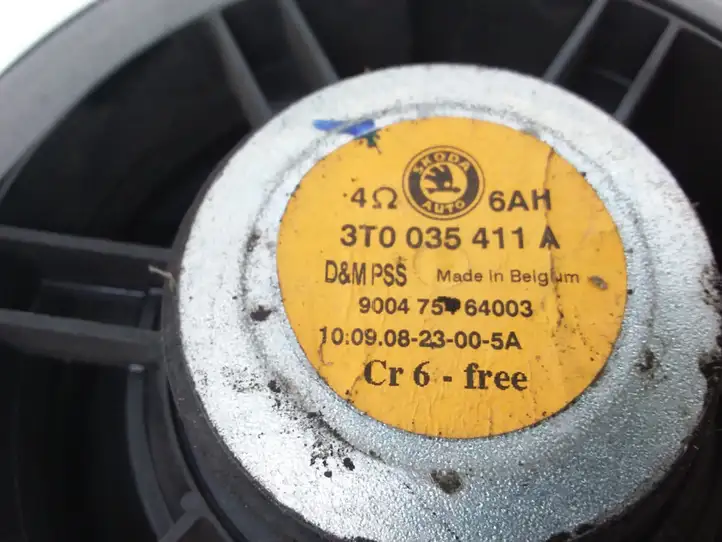 SKODA
AUTO
4Ω 6AH
3T0 035 411 A
D&M PSS Made in Belgium
9004 75 64003
10.09.08-23-00-5A
Cr 6 - free